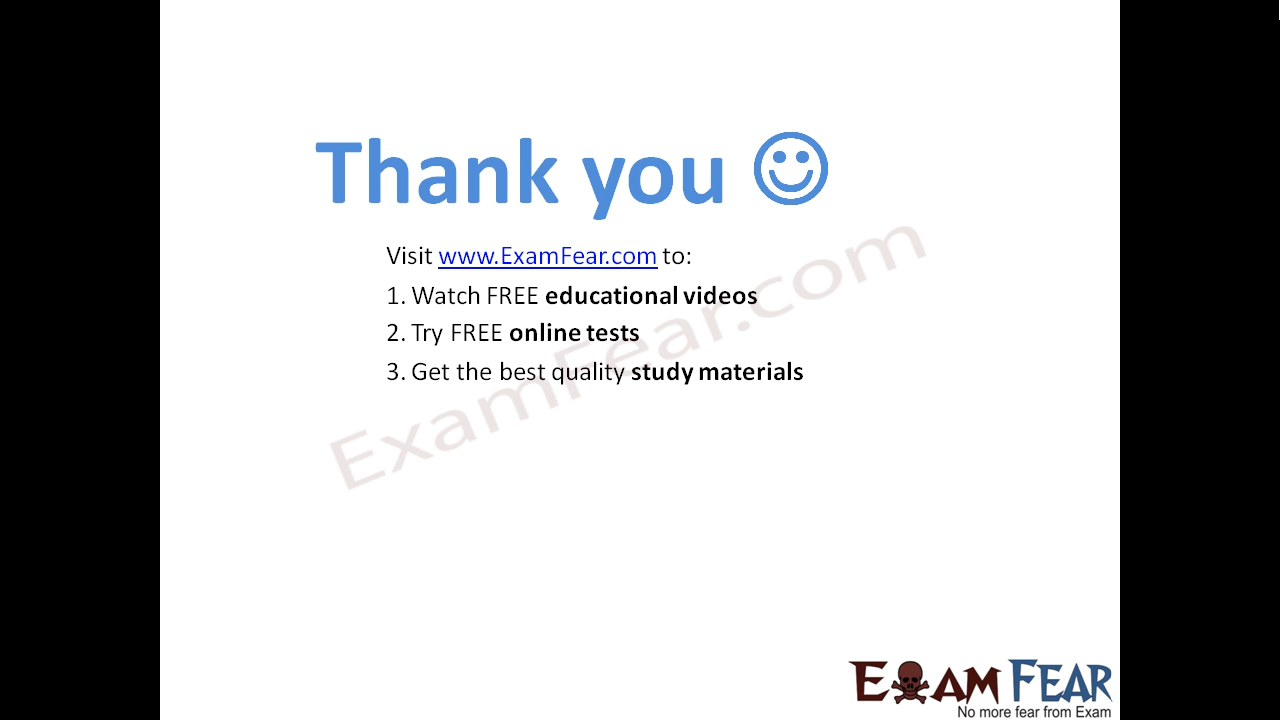 Thank you ☺
Visit www.ExamFear.com to:
1. Watch FREE educational videos
2. Try FREE online tests
3. Get the best quality study materials
ExamFear.com
EXAM FEAR
No more fear from Exam